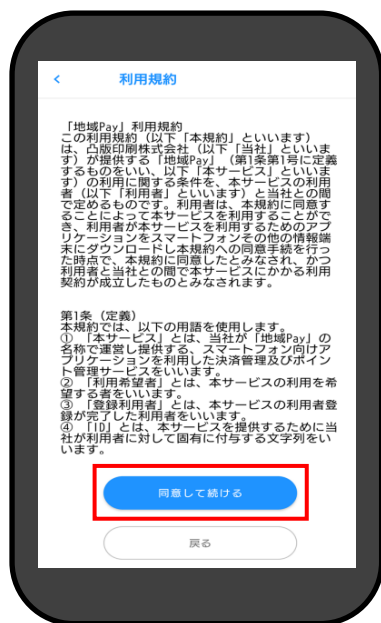 < 利用規約
「地域Pay」利用規約
この利用規約（以下「本規約」といいます）
は、凸版印刷株式会社（以下「当社」といいま
す）が提供する「地域Pay」（第1条第1号に定義
するものをいい、以下「本サービス」といいま
す）の利用に関する条件を、本サービスの利用
者（以下「利用者」といいます）と当社との間
で定めるものです。利用者は、本規約に同意す
ることによって本サービスを利用することがで
き、利用者が本サービスを利用するためのアプ
リケーションをスマートフォンその他の情報端
末にダウンロードし本規約への同意手続を行っ
た時点で、本規約に同意したとみなされ、かつ
利用者と当社との間で本サービスにかかる利用
契約が成立したものとみなされます。
第1条（定義）
本規約では、以下の用語を使用します。
① 「本サービス」とは、当社が「地域Pay」の
名称で運営し提供する、スマートフォン向けア
プリケーションを利用した決済管理及びポイン
ト管理サービスをいいます。
② 「利用希望者」とは、本サービスの利用を希
望する者をいいます。
③ 「登録利用者」とは、本サービスの利用者登
録が完了した利用者をいいます。
④ 「ID」とは、本サービスを提供するために当
社が利用者に対して固有に付与する文字列をい
います。
同意して続ける
戻る